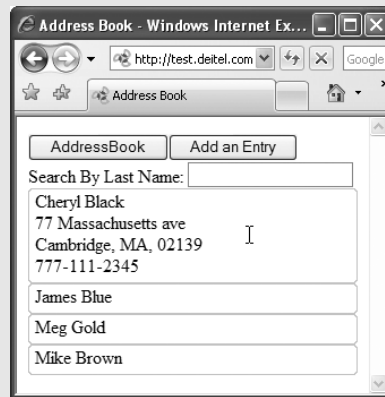 Address Book - Windows Internet Ex...
http://test.deitel.com
Google
Address Book
AddressBook
Add an Entry
Search By Last Name:
Cheryl Black
77 Massachusetts ave
Cambridge, MA, 02139
777-111-2345
James Blue
Meg Gold
Mike Brown